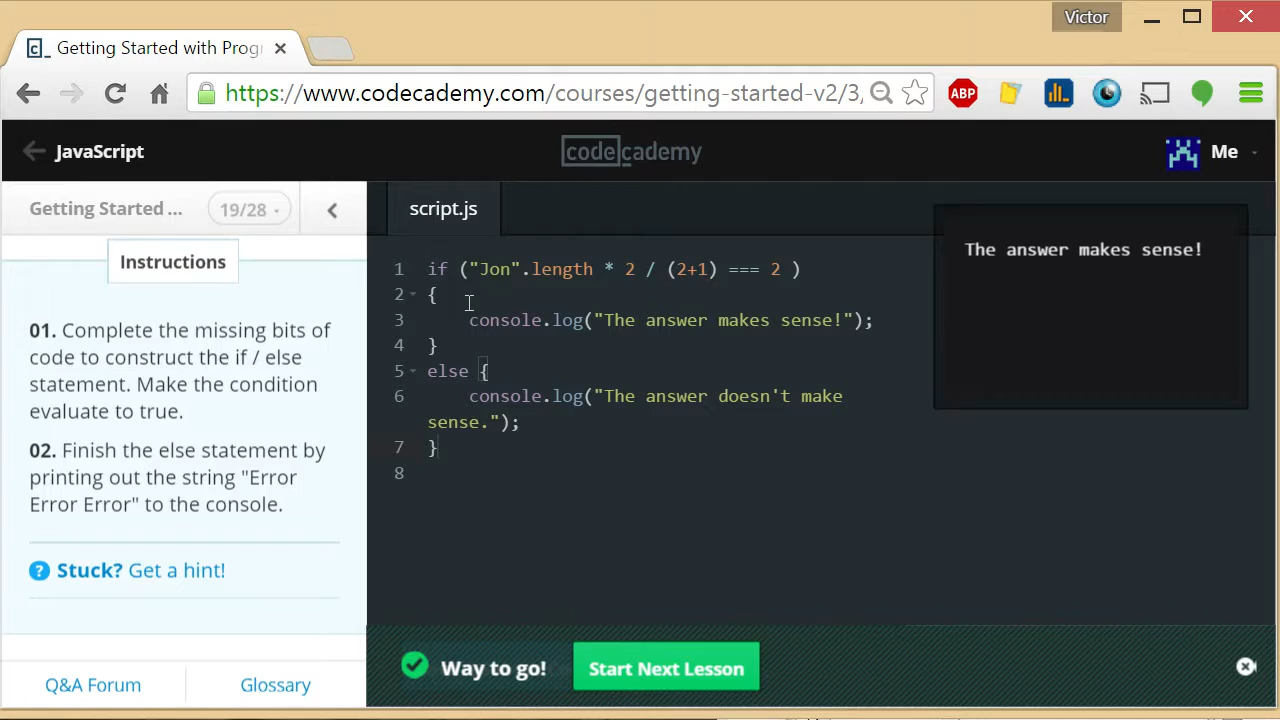 Victor
Getting Started with Prog
https://www.codecademy.com/courses/getting-started-v2/3,
ABP
JavaScript
codecademy
Me
Getting Started ...
19/28
script.js
Instructions
01. Complete the missing bits of
code to construct the if / else
statement. Make the condition
evaluate to true.
02. Finish the else statement by
printing out the string "Error
Error Error" to the console.
? Stuck? Get a hint!
Q&A Forum
Glossary
1 if ("Jon".length * 2 / (2+1) === 2 )
2 {
3 console.log("The answer makes sense!");
4 }
5 else {
6 console.log("The answer doesn't make
sense.");
7 }
8
The answer makes sense!
Way to go!
Start Next Lesson